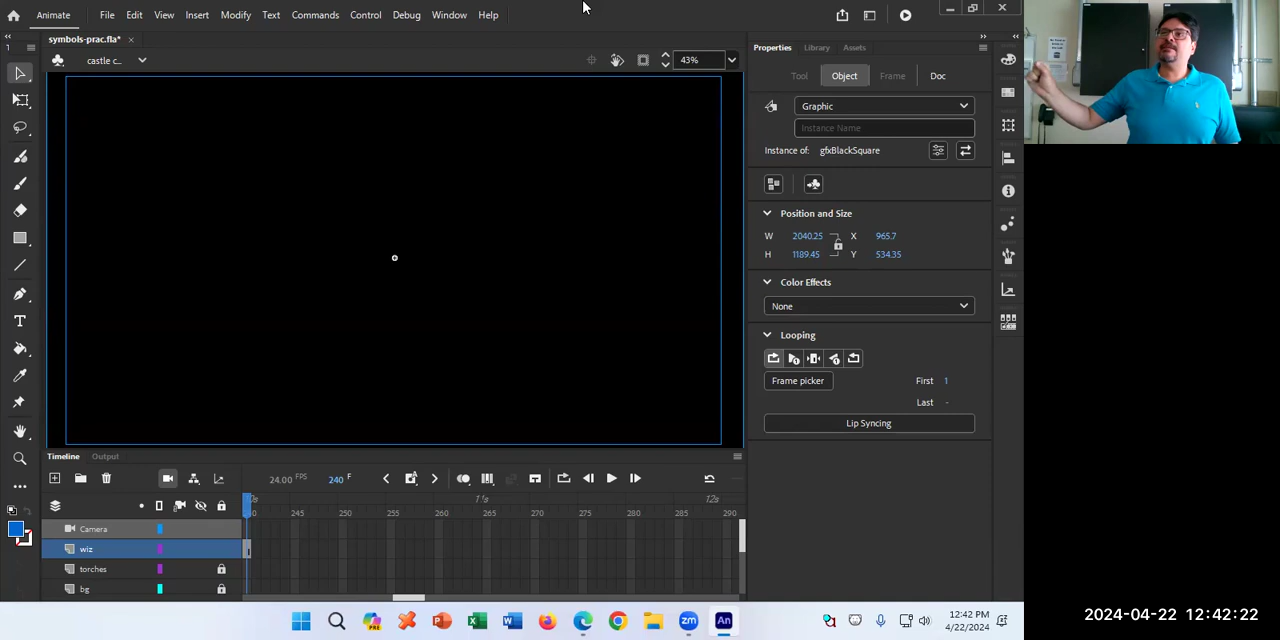 Animate File Edit View Insert Modify Text Commands Control Debug Window Help
symbols-prac.fla*
castle c...
43%
Properties Library Assets
Tool Object Frame Doc
Graphic
Instance Name
Instance of: gfxBlackSquare
Position and Size
W 2040.25 X 965.7
H 1189.45 Y 534.35
Color Effects
None
Looping
Frame picker First 1
Last -
Lip Syncing
Timeline Output
24.00 FPS 240 F
11s 12s
245 250 255 260 265 270 275 280 285 290
Camera
wiz
torches
bg
12:42 PM
4/22/2024
2024-04-22 12:42:22